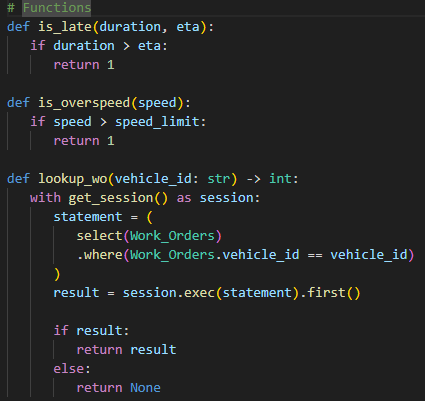 # Functions
def is_late(duration, eta):
    if duration > eta:
        return 1

def is_overspeed(speed):
    if speed > speed_limit:
        return 1

def lookup_wo(vehicle_id: str) -> int:
    with get_session() as session:
        statement = (
            select(Work_Orders)
            .where(Work_Orders.vehicle_id == vehicle_id)
        )
        result = session.exec(statement).first()

        if result:
            return result
        else:
            return None